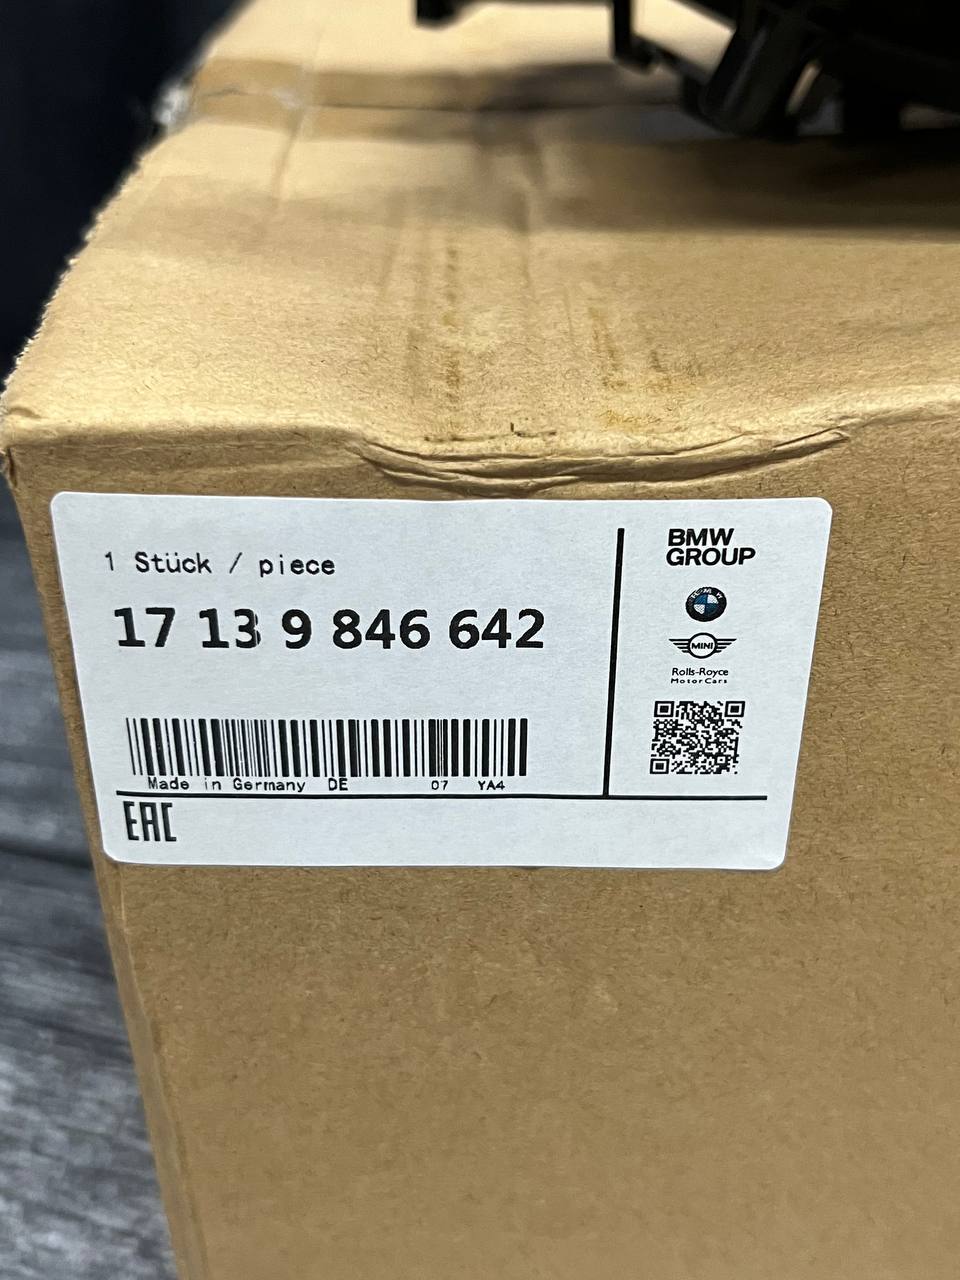 1 Stück / piece
17 13 9 846 642
Made in Germany DE 07 YA4
EAC
BMW
GROUP
BMW
MINI
Rolls-Royce
Motor Cars